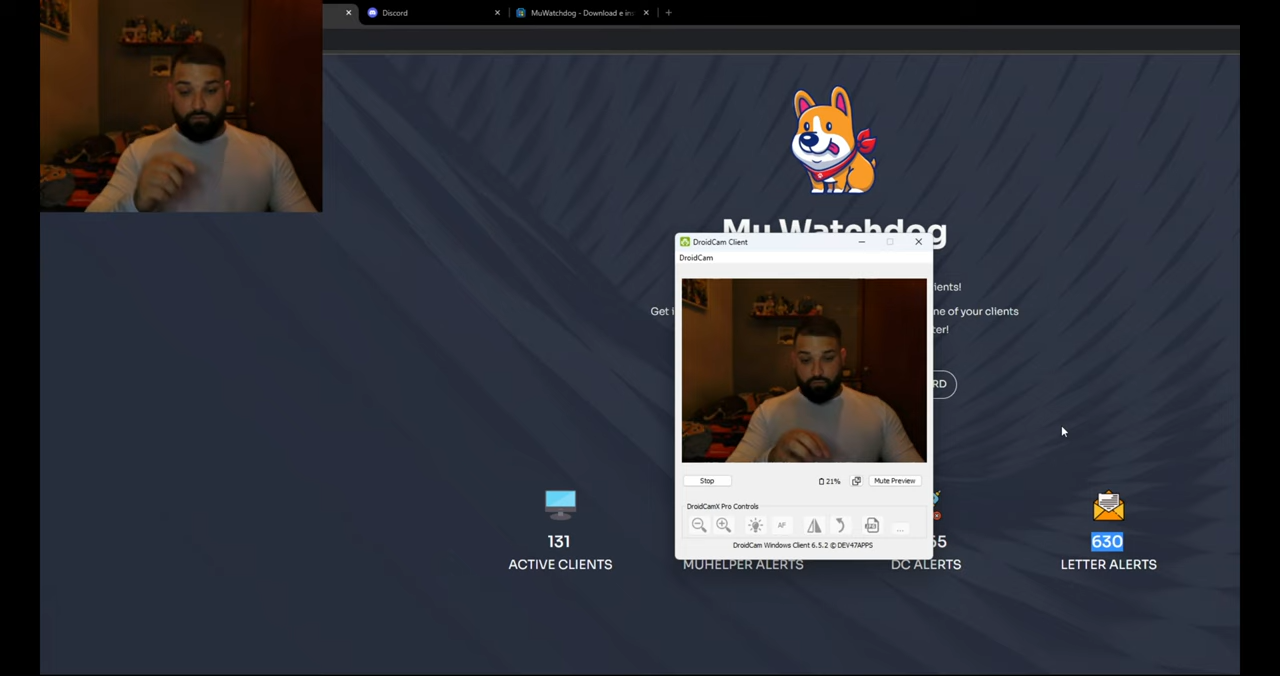 Discord
MuWatchdog - Download e in
Mu Watchdog
DroidCam Client
DroidCam
ients!
Get i
ne of your clients
ter!
RD
Stop
21%
Mute Preview
DroidCamX Pro Controls
AF
...
DroidCam Windows Client 6.5.2 © DEV47APPS
131
55
630
ACTIVE CLIENTS
MUHELPER ALERTS
DC ALERTS
LETTER ALERTS